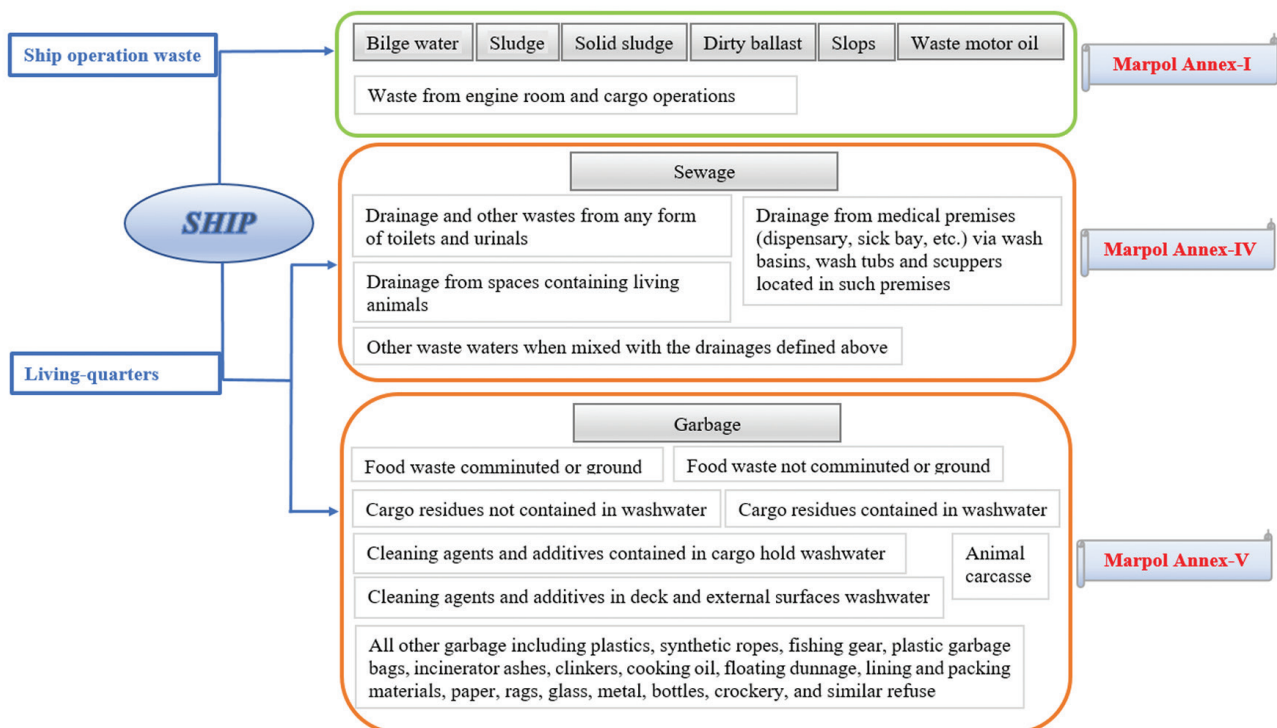 Ship operation waste
Bilge water
Sludge
Solid sludge
Dirty ballast
Slops
Waste motor oil
Waste from engine room and cargo operations
Marpol Annex-I
SHIP
Sewage
Drainage and other wastes from any form
of toilets and urinals
Drainage from medical premises
(dispensary, sick bay, etc.) via wash
basins, wash tubs and scuppers
located in such premises
Drainage from spaces containing living
animals
Other waste waters when mixed with the drainages defined above
Marpol Annex-IV
Living-quarters
Garbage
Food waste comminuted or ground
Food waste not comminuted or ground
Cargo residues not contained in washwater
Cargo residues contained in washwater
Cleaning agents and additives contained in cargo hold washwater
Animal
carcasse
Cleaning agents and additives in deck and external surfaces washwater
All other garbage including plastics, synthetic ropes, fishing gear, plastic garbage
bags, incinerator ashes, clinkers, cooking oil, floating dunnage, lining and packing
materials, paper, rags, glass, metal, bottles, crockery, and similar refuse
Marpol Annex-V